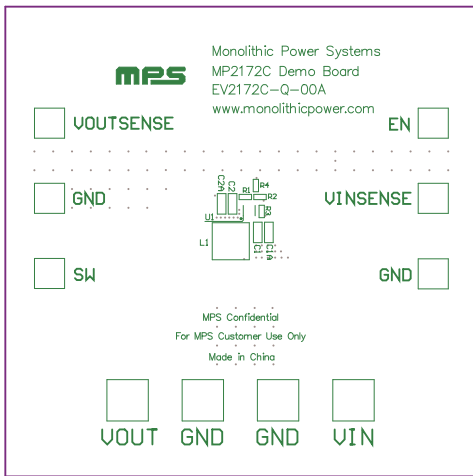 Monolithic Power Systems
mps
MP2172C Demo Board
EV2172C-Q-00A
www.monolithicpower.com
VOUTSENSE
EN
C2A
C2
R4
R1
R2
GND
VINSENSE
R3
U1
L1
C1
C1A
SW
GND
MPS Confidential
For MPS Customer Use Only
Made in China
VOUT
GND
GND
VIN